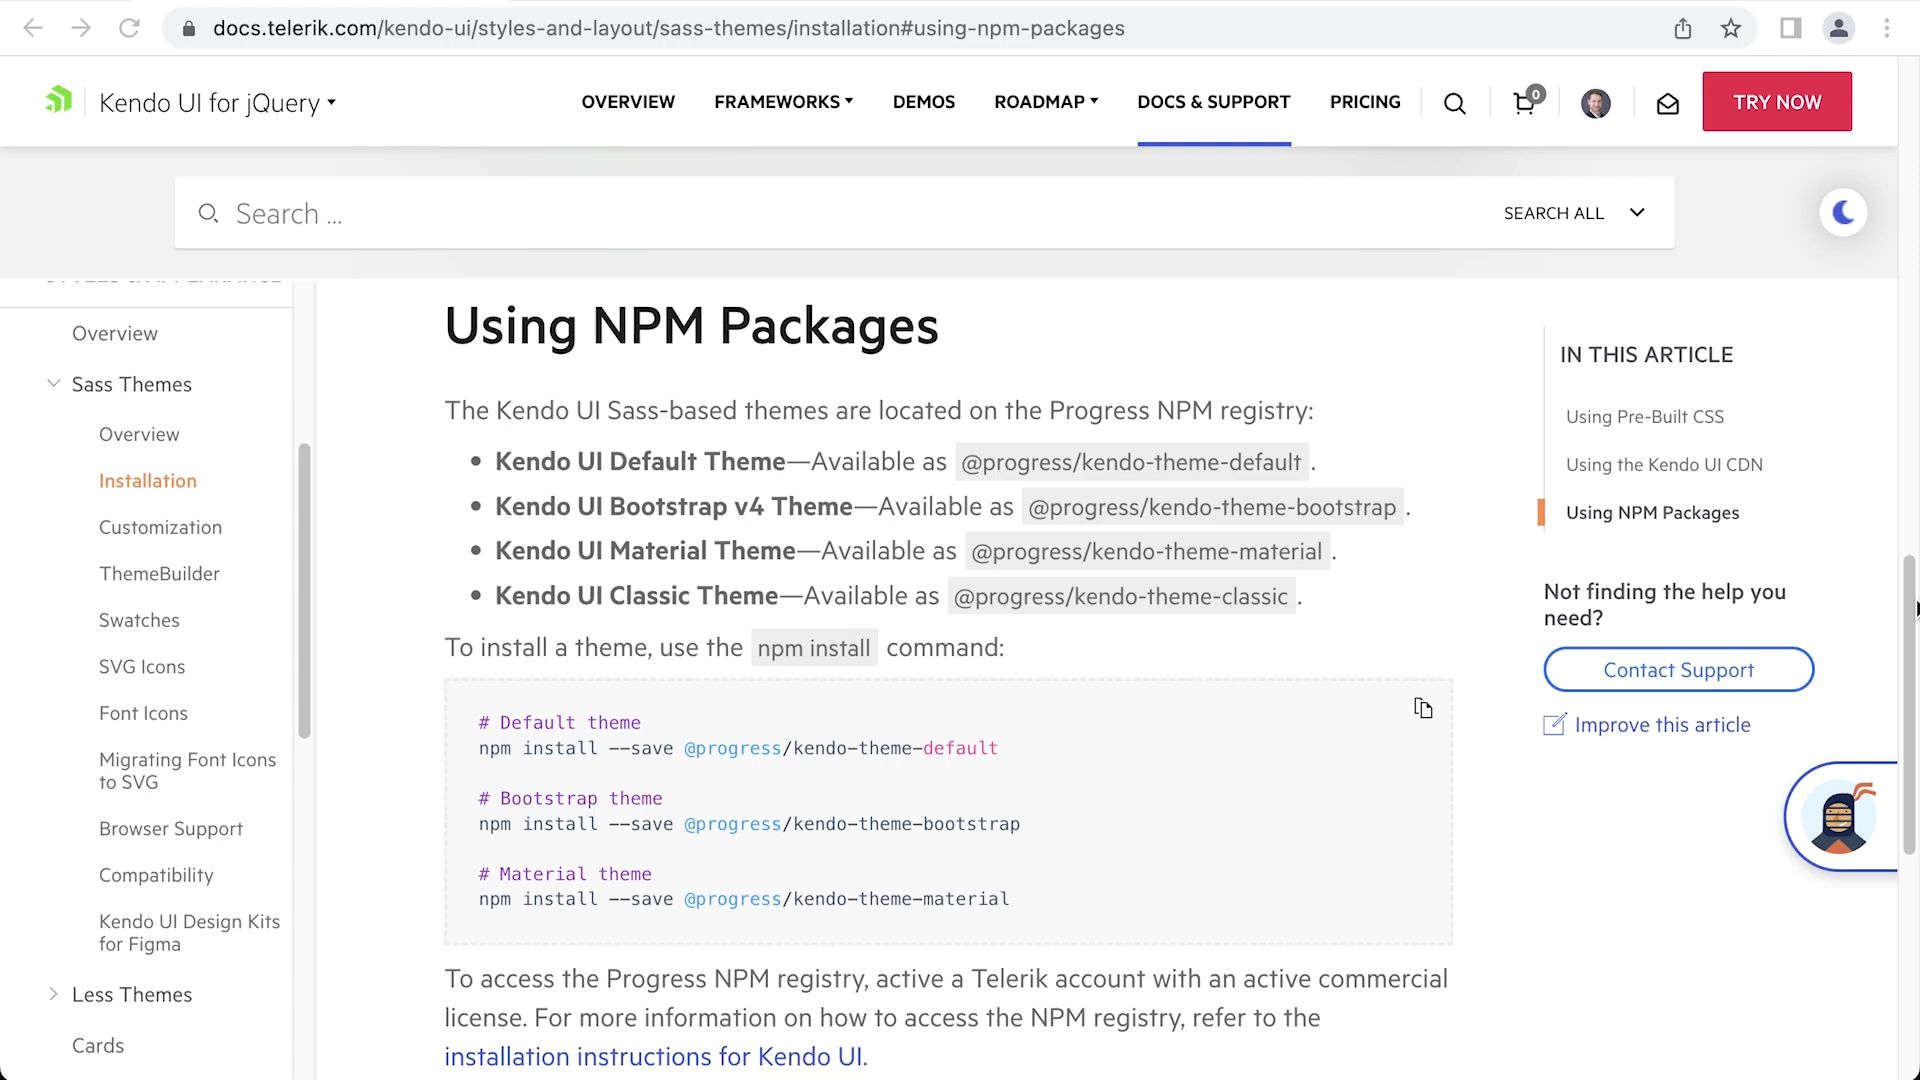 docs.telerik.com/kendo-ui/styles-and-layout/sass-themes/installation#using-npm-packages
Kendo UI for jQuery
OVERVIEW
FRAMEWORKS
DEMOS
ROADMAP
DOCS & SUPPORT
PRICING
0
TRY NOW
Search ...
SEARCH ALL
Overview
Sass Themes
Overview
Installation
Customization
ThemeBuilder
Swatches
SVG Icons
Font Icons
Migrating Font Icons
to SVG
Browser Support
Compatibility
Kendo UI Design Kits
for Figma
Less Themes
Cards
Using NPM Packages
The Kendo UI Sass-based themes are located on the Progress NPM registry:
• Kendo UI Default Theme—Available as @progress/kendo-theme-default .
• Kendo UI Bootstrap v4 Theme—Available as @progress/kendo-theme-bootstrap .
• Kendo UI Material Theme—Available as @progress/kendo-theme-material .
• Kendo UI Classic Theme—Available as @progress/kendo-theme-classic .
To install a theme, use the npm install command:
# Default theme
npm install --save @progress/kendo-theme-default
# Bootstrap theme
npm install --save @progress/kendo-theme-bootstrap
# Material theme
npm install --save @progress/kendo-theme-material
To access the Progress NPM registry, active a Telerik account with an active commercial
license. For more information on how to access the NPM registry, refer to the
installation instructions for Kendo UI.
IN THIS ARTICLE
Using Pre-Built CSS
Using the Kendo UI CDN
Using NPM Packages
Not finding the help you
need?
Contact Support
Improve this article